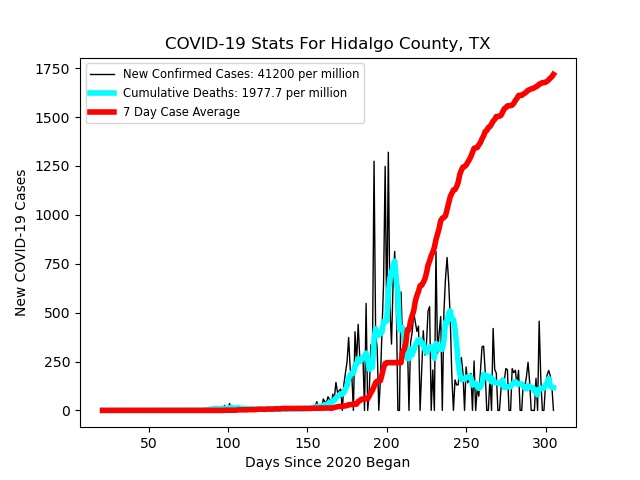 COVID-19 Stats For Hidalgo County, TX
New Confirmed Cases: 41200 per million
Cumulative Deaths: 1977.7 per million
7 Day Case Average
New COVID-19 Cases
1750
1500
1250
1000
750
500
250
0
50 100 150 200 250 300
Days Since 2020 Began